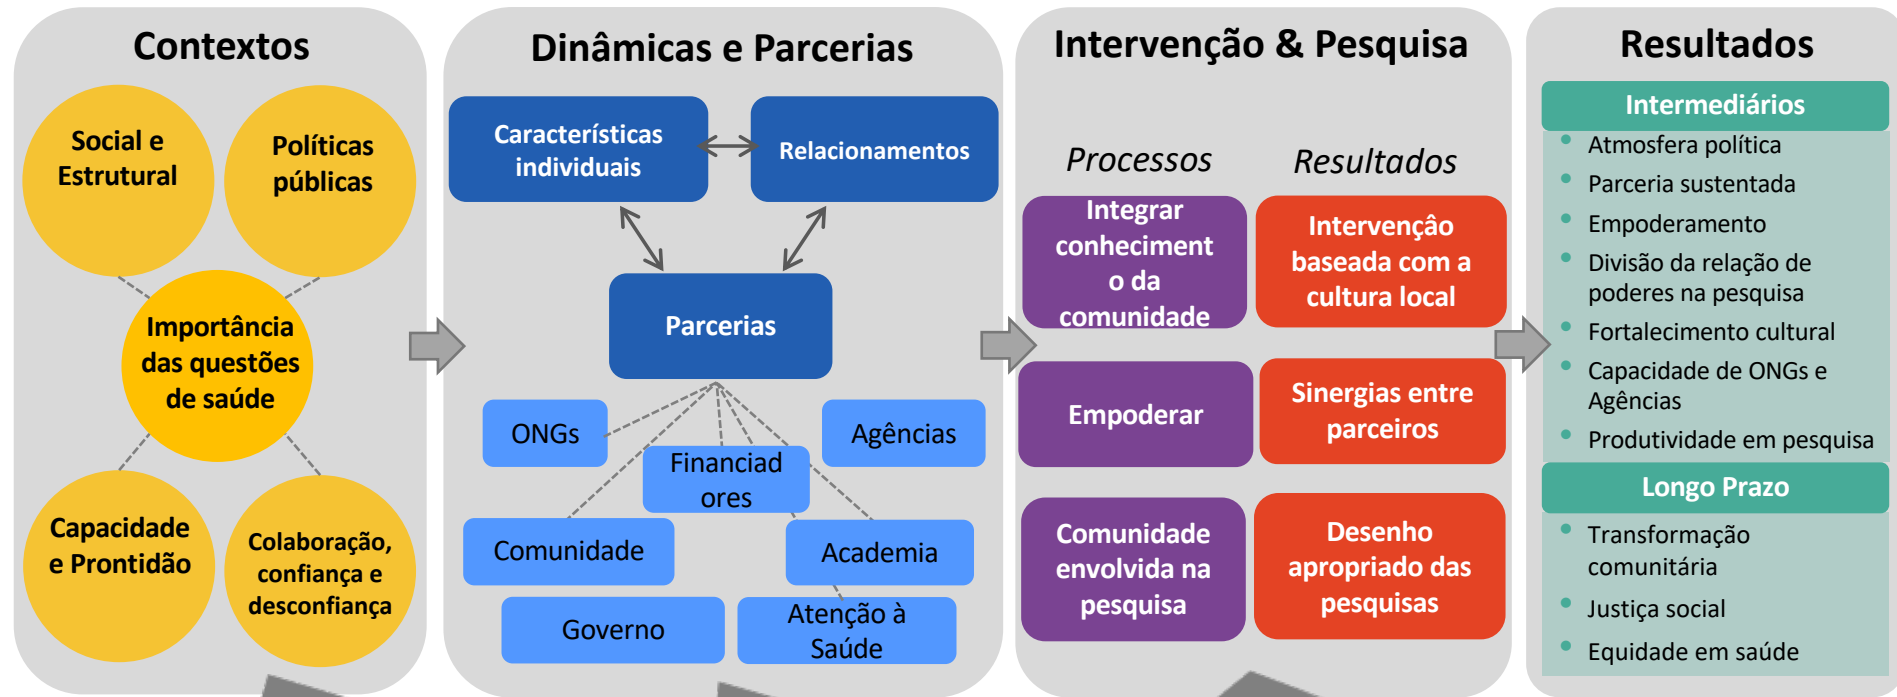 Contextos
Social e
Estrutural
Políticas
públicas
Importância
das questões
de saúde
Capacidade
e Prontidão
Colaboração,
confiança e
desconfiança
Dinâmicas e Parcerias
Característícas
individuais
Relacionamentos
Parcerias
ONGs
Agências
Financiad
ores
Comunidade
Academia
Governo
Atenção à
Saúde
Intervenção & Pesquisa
Processos
Resultados
Integrar
conheciment
o da
comunidade
Intervençâo
baseada com a
cultura local
Empoderar
Sinergias entre
parceiros
Comunidade
envolvida na
pesquisa
Desenho
apropriado das
pesquisas
Resultados
Intermediários
• Atmosfera política
• Parceria sustentada
• Empoderamento
• Divisão da relação de
poderes na pesquisa
• Fortalecimento cultural
• Capacidade de ONGs e
Agências
• Produtividade em pesquisa
Longo Prazo
• Transformação
comunitária
• Justiça social
• Equidade em saúde